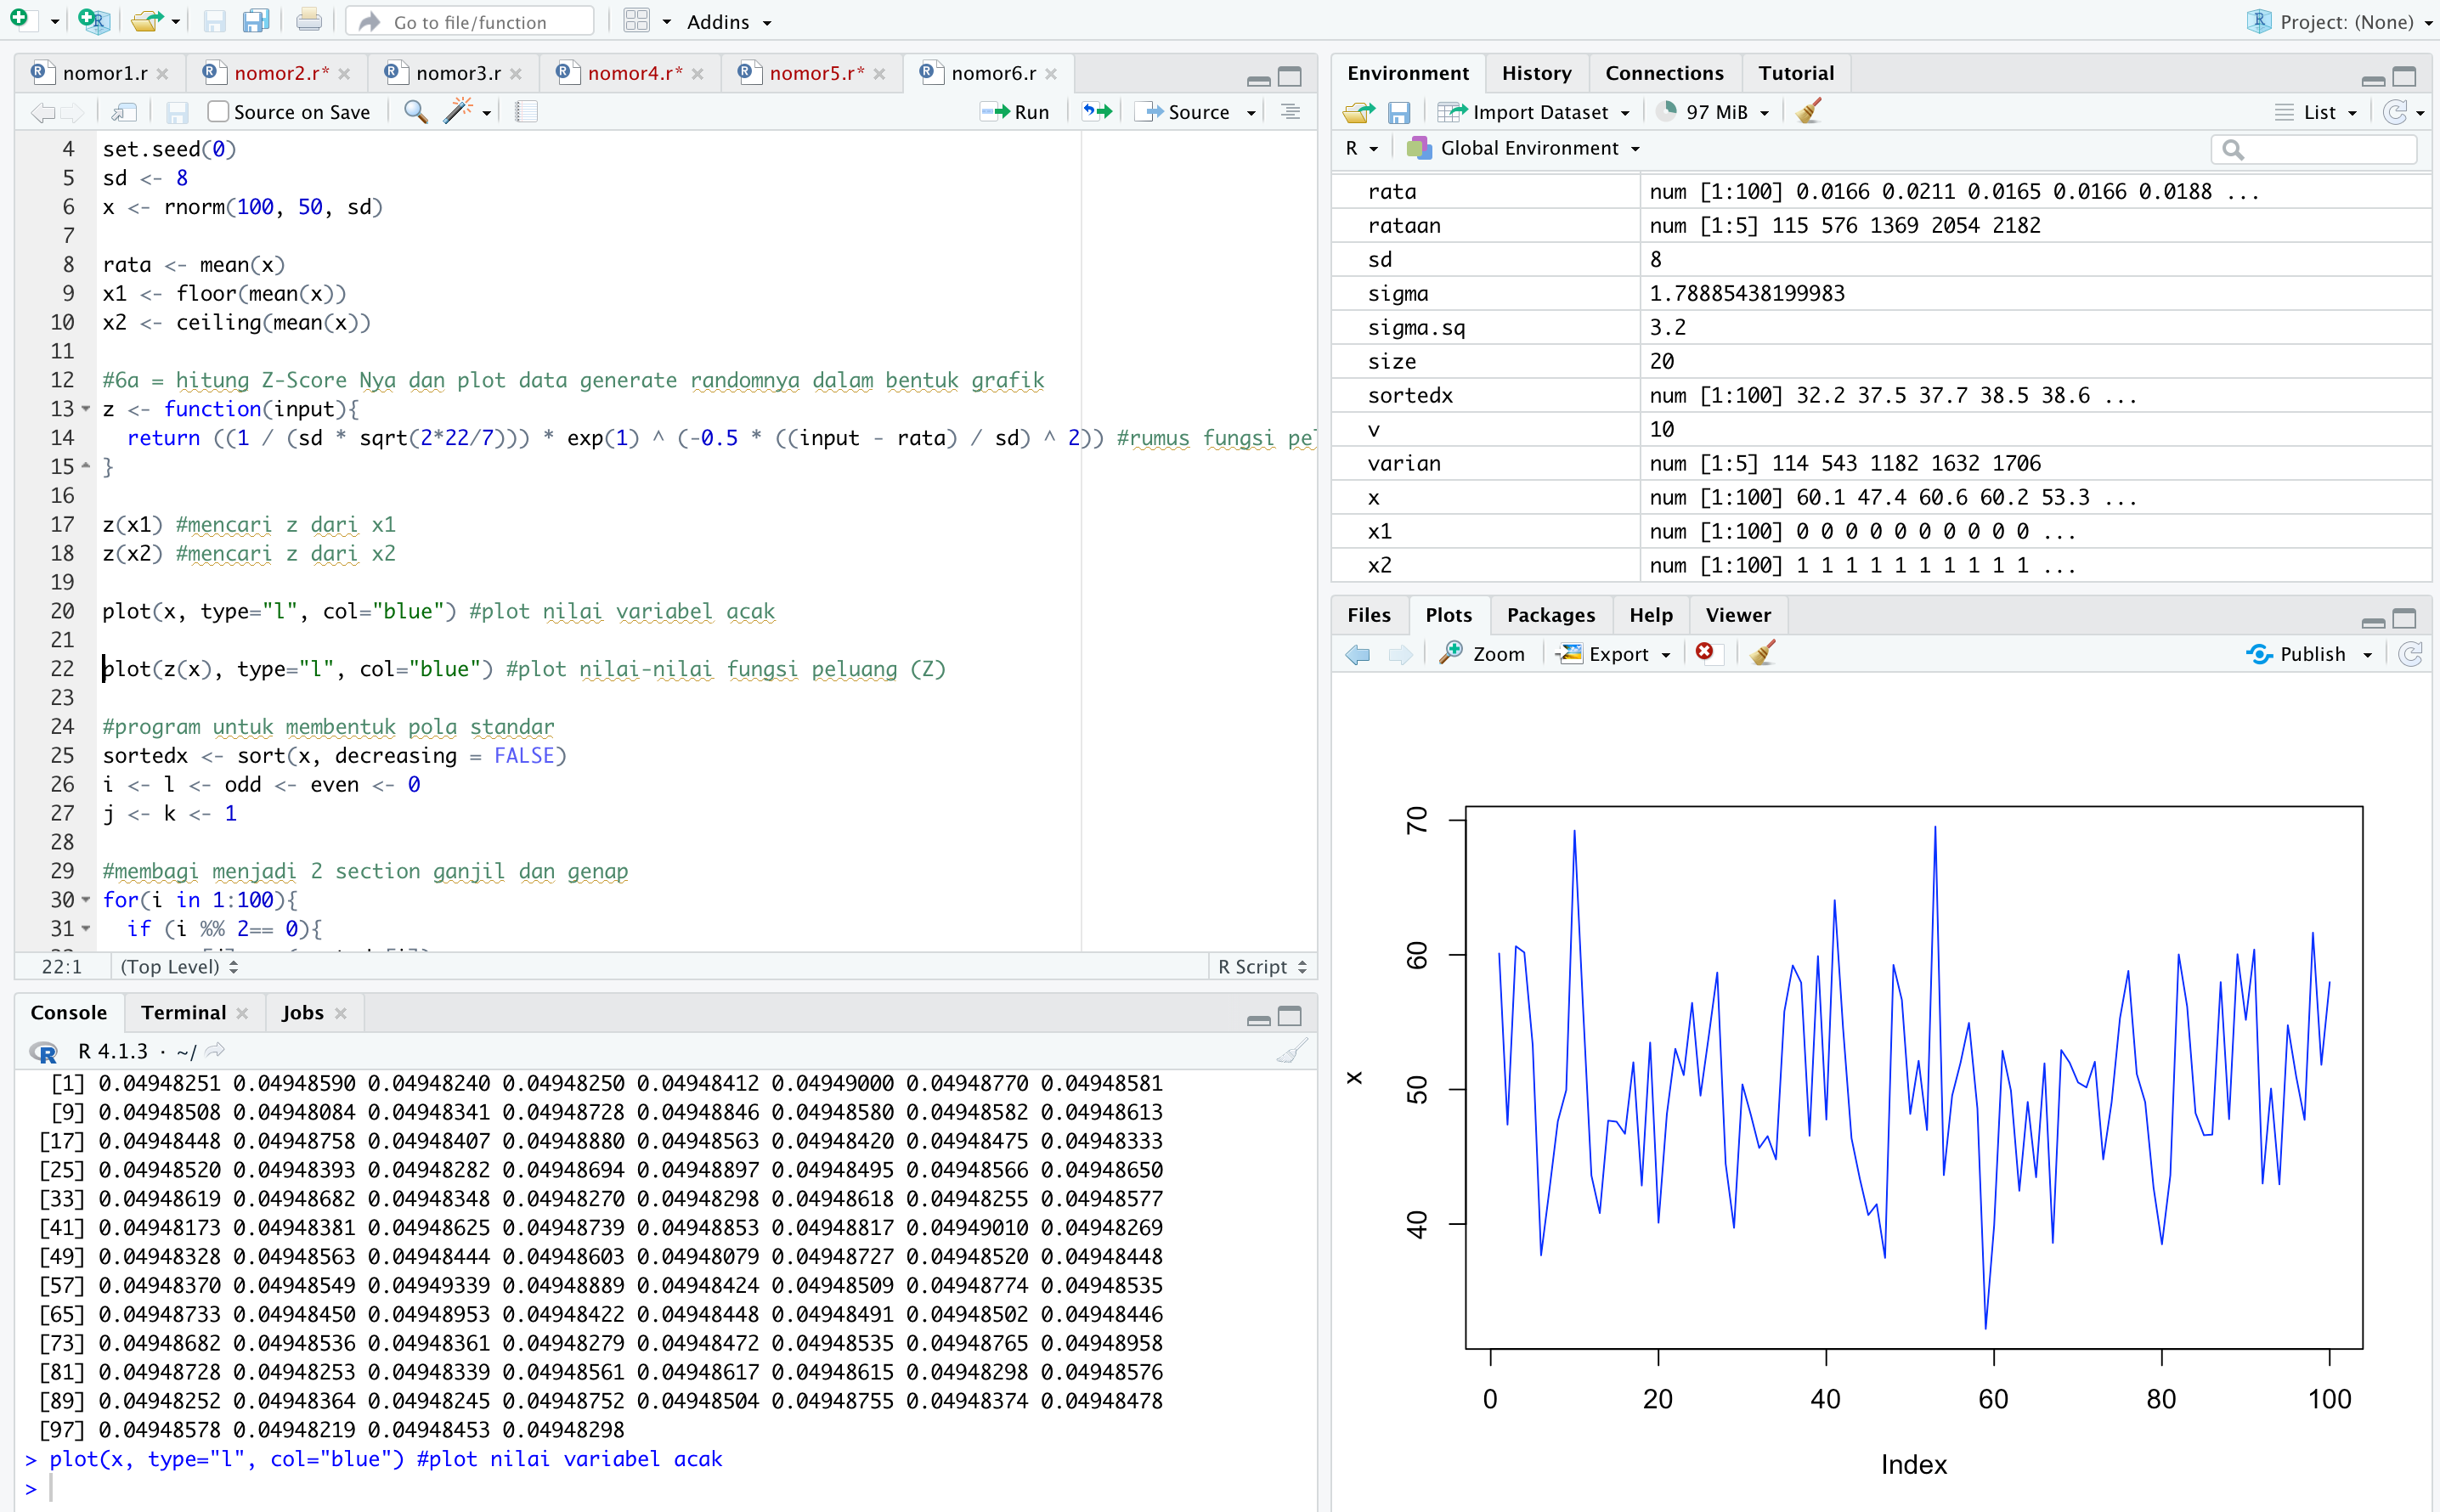 Go to file/function
Addins
Project: (None)
nomor1.r
nomor2.r*
nomor3.r
nomor4.r*
nomor5.r*
nomor6.r
Source on Save
Run
Source
4 set.seed(0)
5 sd <- 8
6 x <- rnorm(100, 50, sd)
7
8 rata <- mean(x)
9 x1 <- floor(mean(x))
10 x2 <- ceiling(mean(x))
11
12 #6a = hitung Z-Score Nya dan plot data generate randomnya dalam bentuk grafik
13 z <- function(input){
14 return ((1 / (sd * sqrt(2*22/7))) * exp(1) ^ (-0.5 * ((input - rata) / sd) ^ 2)) #rumus fungsi pel
15 }
16
17 z(x1) #mencari z dari x1
18 z(x2) #mencari z dari x2
19
20 plot(x, type="l", col="blue") #plot nilai variabel acak
21
22 plot(z(x), type="l", col="blue") #plot nilai-nilai fungsi peluang (Z)
23
24 #program untuk membentuk pola standar
25 sortedx <- sort(x, decreasing = FALSE)
26 i <- l <- odd <- even <- 0
27 j <- k <- 1
28
29 #membagi menjadi 2 section ganjil dan genap
30 for(i in 1:100){
31 if (i %% 2== 0){
22:1 (Top Level) R Script
Console Terminal Jobs
R 4.1.3 · ~/
[1] 0.04948251 0.04948590 0.04948240 0.04948250 0.04948412 0.04949000 0.04948770 0.04948581
[9] 0.04948508 0.04948084 0.04948341 0.04948728 0.04948846 0.04948580 0.04948582 0.04948613
[17] 0.04948448 0.04948758 0.04948407 0.04948880 0.04948563 0.04948420 0.04948475 0.04948333
[25] 0.04948520 0.04948393 0.04948282 0.04948694 0.04948897 0.04948495 0.04948566 0.04948650
[33] 0.04948619 0.04948682 0.04948348 0.04948270 0.04948298 0.04948618 0.04948255 0.04948577
[41] 0.04948173 0.04948381 0.04948625 0.04948739 0.04948853 0.04948817 0.04949010 0.04948269
[49] 0.04948328 0.04948563 0.04948444 0.04948603 0.04948079 0.04948727 0.04948520 0.04948448
[57] 0.04948370 0.04948549 0.04949339 0.04948889 0.04948424 0.04948509 0.04948774 0.04948535
[65] 0.04948733 0.04948450 0.04948953 0.04948422 0.04948448 0.04948491 0.04948502 0.04948446
[73] 0.04948682 0.04948536 0.04948361 0.04948279 0.04948472 0.04948535 0.04948765 0.04948958
[81] 0.04948728 0.04948253 0.04948339 0.04948561 0.04948617 0.04948615 0.04948298 0.04948576
[89] 0.04948252 0.04948364 0.04948245 0.04948752 0.04948504 0.04948755 0.04948374 0.04948478
[97] 0.04948578 0.04948219 0.04948453 0.04948298
> plot(x, type="l", col="blue") #plot nilai variabel acak
>
Environment History Connections Tutorial
Import Dataset 97 MiB List
R Global Environment
rata num [1:100] 0.0166 0.0211 0.0165 0.0166 0.0188 ...
rataan num [1:5] 115 576 1369 2054 2182
sd 8
sigma 1.78885438199983
sigma.sq 3.2
size 20
sortedx num [1:100] 32.2 37.5 37.7 38.5 38.6 ...
v 10
varian num [1:5] 114 543 1182 1632 1706
x num [1:100] 60.1 47.4 60.6 60.2 53.3 ...
x1 num [1:100] 0 0 0 0 0 0 0 0 0 0 ...
x2 num [1:100] 1 1 1 1 1 1 1 1 1 1 ...
Files Plots Packages Help Viewer
Zoom Export Publish
70
60
50
40
x
0 20 40 60 80 100
Index